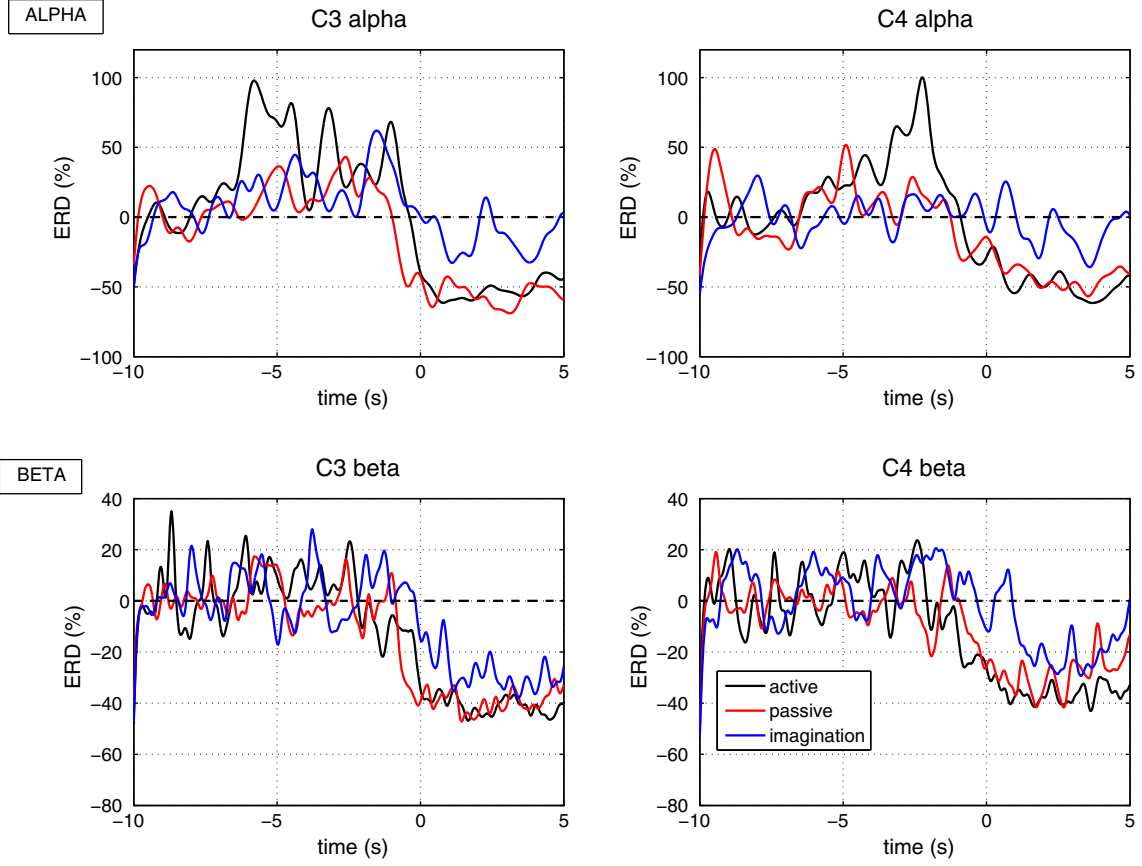 ALPHA
C3 alpha
C4 alpha
ERD (%)
100
50
0
−50
−100
−10
−5
0
5
time (s)
ERD (%)
100
50
0
−50
−100
−10
−5
0
5
time (s)
BETA
C3 beta
C4 beta
ERD (%)
40
20
0
−20
−40
−60
−80
−10
−5
0
5
time (s)
ERD (%)
40
20
0
−20
−40
−60
−80
−10
−5
0
5
time (s)
active
passive
imagination